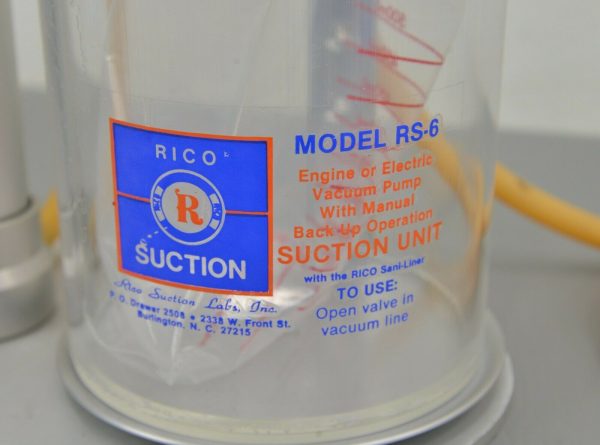 RICO
R
SUCTION
Rico Suction Labs, Inc.
P. O. Drawer 2508 • 2338 W. Front St.
Burlington, N. C. 27215
MODEL RS-6
Engine or Electric
Vacuum Pump
With Manual
Back Up Operation
SUCTION UNIT
with the RICO Sani-Liner
TO USE:
Open valve in
vacuum line